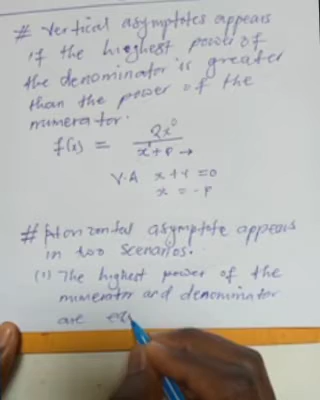 # Vertical asymptotes appears
if the highest power of
the denominator is greater
than the power of the
numerator.
f(x) = 2x⁰
x + p →
V.A x + r = 0
x = -p
# Horizontal asymptote appears
in two scenarios.
(1) The highest power of the
numerator and denominator
are eq